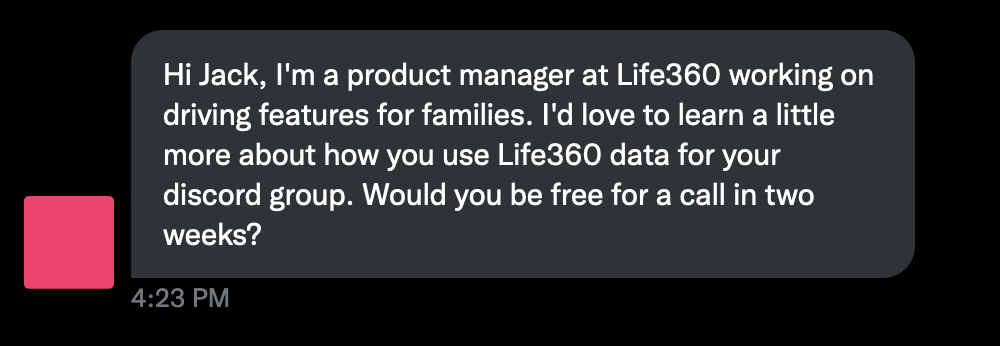 Hi Jack, I'm a product manager at Life360 working on
driving features for families. I'd love to learn a little
more about how you use Life360 data for your
discord group. Would you be free for a call in two
weeks?
4:23 PM